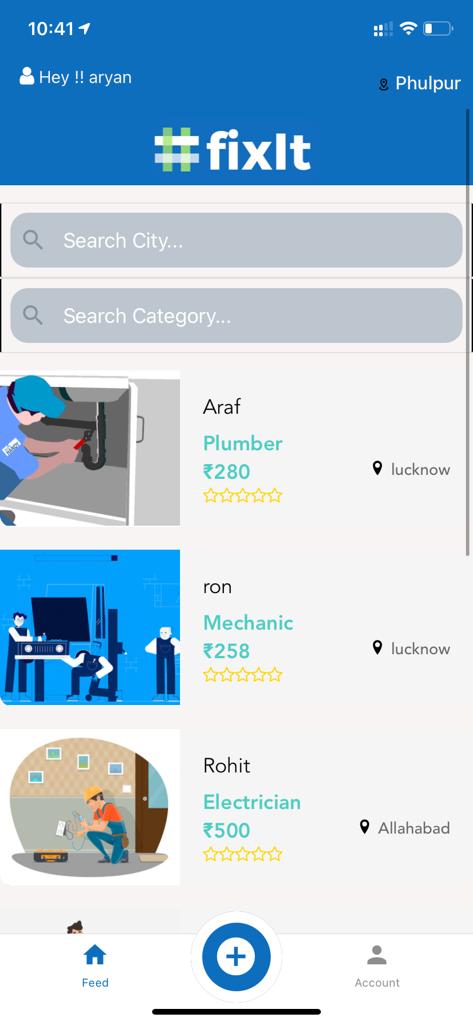 10:41
Hey !! aryan
Phulpur
#fixIt
Search City...
Search Category...
Araf
Plumber
₹280
lucknow
ron
Mechanic
₹258
lucknow
Rohit
Electrician
₹500
Allahabad
Feed
Account